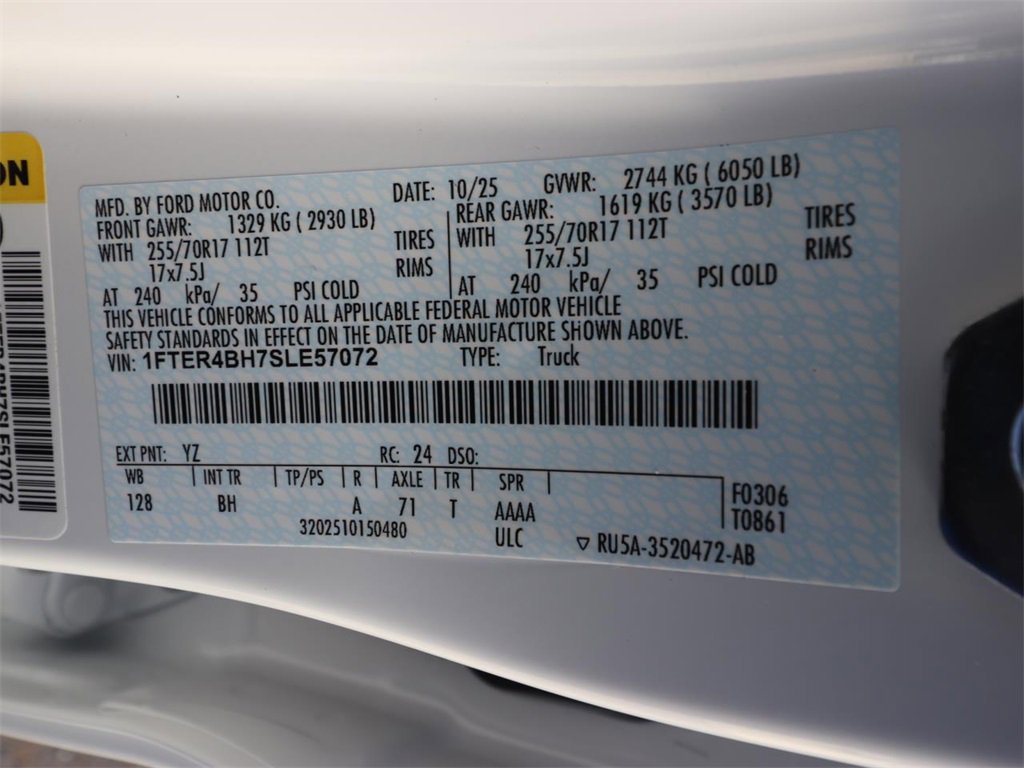 ON
MFD. BY FORD MOTOR CO. DATE: 10/25 GVWR: 2744 KG ( 6050 LB)
FRONT GAWR: 1329 KG ( 2930 LB) REAR GAWR: 1619 KG ( 3570 LB)
WITH 255/70R17 112T TIRES WITH 255/70R17 112T TIRES
17x7.5J RIMS 17x7.5J RIMS
AT 240 kPa/ 35 PSI COLD AT 240 kPa/ 35 PSI COLD
THIS VEHICLE CONFORMS TO ALL APPLICABLE FEDERAL MOTOR VEHICLE
SAFETY STANDARDS IN EFFECT ON THE DATE OF MANUFACTURE SHOWN ABOVE.
VIN: 1FTER4BH7SLE57072 TYPE: Truck
EXT PNT: YZ RC: 24 DSO:
WB INT TR TP/PS R AXLE TR SPR
128 BH A 71 T AAAA F0306
3202510150480 ULC T0861
▽ RU5A-3520472-AB